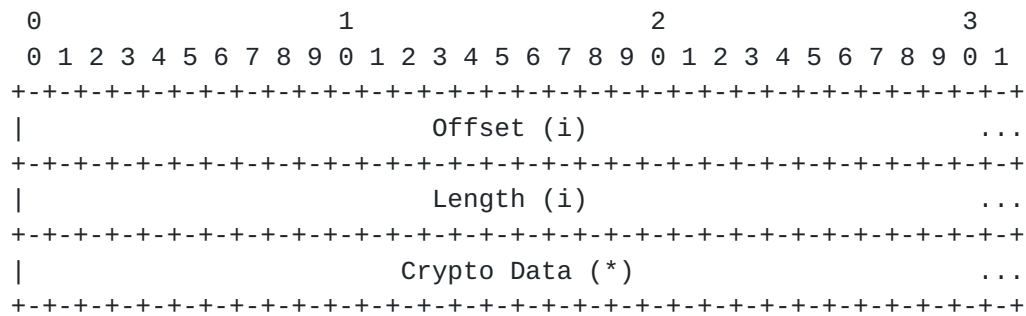 0                   1                   2                   3
 0 1 2 3 4 5 6 7 8 9 0 1 2 3 4 5 6 7 8 9 0 1 2 3 4 5 6 7 8 9 0 1
+-+-+-+-+-+-+-+-+-+-+-+-+-+-+-+-+-+-+-+-+-+-+-+-+-+-+-+-+-+-+-+-+
|                          Offset (i)                         ...
+-+-+-+-+-+-+-+-+-+-+-+-+-+-+-+-+-+-+-+-+-+-+-+-+-+-+-+-+-+-+-+-+
|                          Length (i)                         ...
+-+-+-+-+-+-+-+-+-+-+-+-+-+-+-+-+-+-+-+-+-+-+-+-+-+-+-+-+-+-+-+-+
|                        Crypto Data (*)                      ...
+-+-+-+-+-+-+-+-+-+-+-+-+-+-+-+-+-+-+-+-+-+-+-+-+-+-+-+-+-+-+-+-+